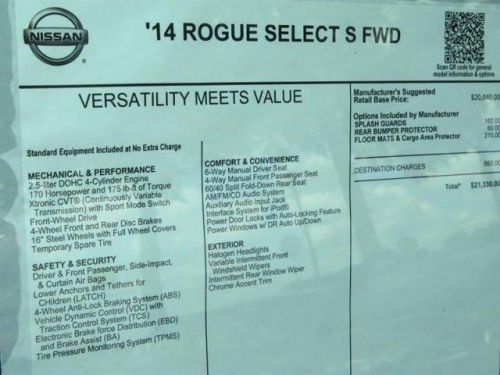 NISSAN
'14 ROGUE SELECT S FWD
Scan QR code for general
model information & options
VERSATILITY MEETS VALUE
Standard Equipment Included at No Extra Charge
MECHANICAL & PERFORMANCE
2.5-liter DOHC 4-Cylinder Engine
170 Horsepower and 175 lb-ft of Torque
Xtronic CVT® (Continuously Variable
Transmission) with Sport Mode Switch
Front-Wheel Drive
4-Wheel Front and Rear Disc Brakes
16" Steel Wheels with Full Wheel Covers
Temporary Spare Tire
SAFETY & SECURITY
Driver & Front Passenger, Side-Impact,
& Curtain Air Bags
Lower Anchors and Tethers for
CHildren (LATCH)
4-Wheel Anti-Lock Braking System (ABS)
Vehicle Dynamic Control (VDC) with
Traction Control System (TCS)
Electronic Brake force Distribution (EBD)
and Brake Assist (BA)
Tire Pressure Monitoring System (TPMS)
COMFORT & CONVENIENCE
6-Way Manual Driver Seat
4-Way Manual Front Passenger Seat
60/40 Split Fold-Down Rear Seat
AM/FM/CD Audio System
Auxiliary Audio Input Jack
Interface System for iPod®
Power Door Locks with Auto-Locking Feature
Power Windows w/ DR Auto Up/Down
EXTERIOR
Halogen Headlights
Variable Intermittent Front
Windshield Wipers
Intermittent Rear Window Wiper
Chrome Accent Trim
Manufacturer's Suggested
Retail Base Price: $20,040.00
Options Included by Manufacturer
SPLASH GUARDS 160.00
REAR BUMPER PROTECTOR 60.00
FLOOR MATS & Cargo Area Protector 210.00
DESTINATION CHARGES 860.00
Total* $21,330.00